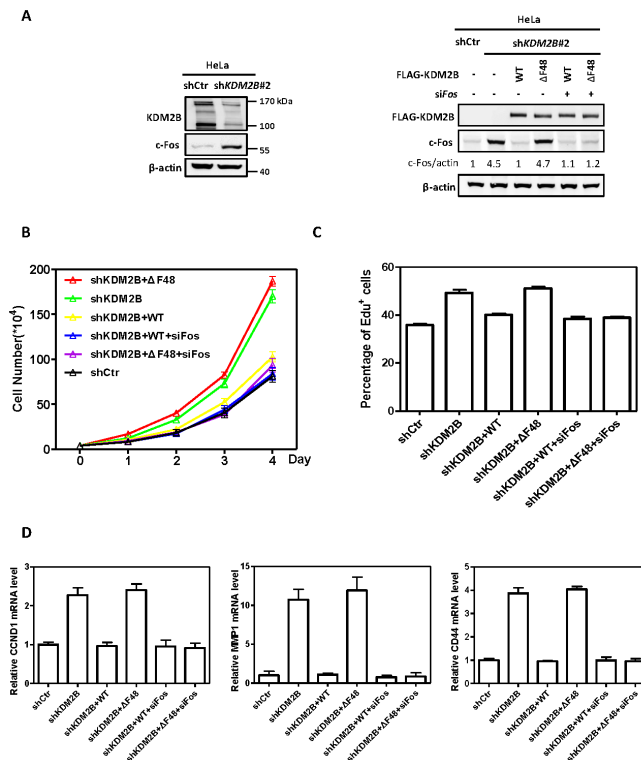 A
HeLa
shCtr shKDM2B#2
KDM2B
170 kDa
100
c-Fos
55
β-actin
40
HeLa
shCtr shKDM2B#2
FLAG-KDM2B - - WT ΔF48 WT ΔF48
siFos - - - - + +
FLAG-KDM2B
c-Fos
c-Fos/actin 1 4.5 1 4.7 1.1 1.2
β-actin
B
Cell Number(*10⁴)
200
150
100
50
0
shKDM2B+ΔF48
shKDM2B
shKDM2B+WT
shKDM2B+WT+siFos
shKDM2B+ΔF48+siFos
shCtr
0 1 2 3 4 Day
C
Percentage of Edu⁺ cells
60
40
20
0
shCtr
shKDM2B
shKDM2B+WT
shKDM2B+ΔF48
shKDM2B+WT+siFos
shKDM2B+ΔF48+siFos
D
Relative CCND1 mRNA level
3
2
1
0
shCtr
shKDM2B
shKDM2B+WT
shKDM2B+ΔF48
shKDM2B+WT+siFos
shKDM2B+ΔF48+siFos
Relative MMP1 mRNA level
15
10
5
0
shCtr
shKDM2B
shKDM2B+WT
shKDM2B+ΔF48
shKDM2B+WT+siFos
shKDM2B+ΔF48+siFos
Relative CD44 mRNA level
5
4
3
2
1
0
shCtr
shKDM2B
shKDM2B+WT
shKDM2B+ΔF48
shKDM2B+WT+siFos
shKDM2B+ΔF48+siFos